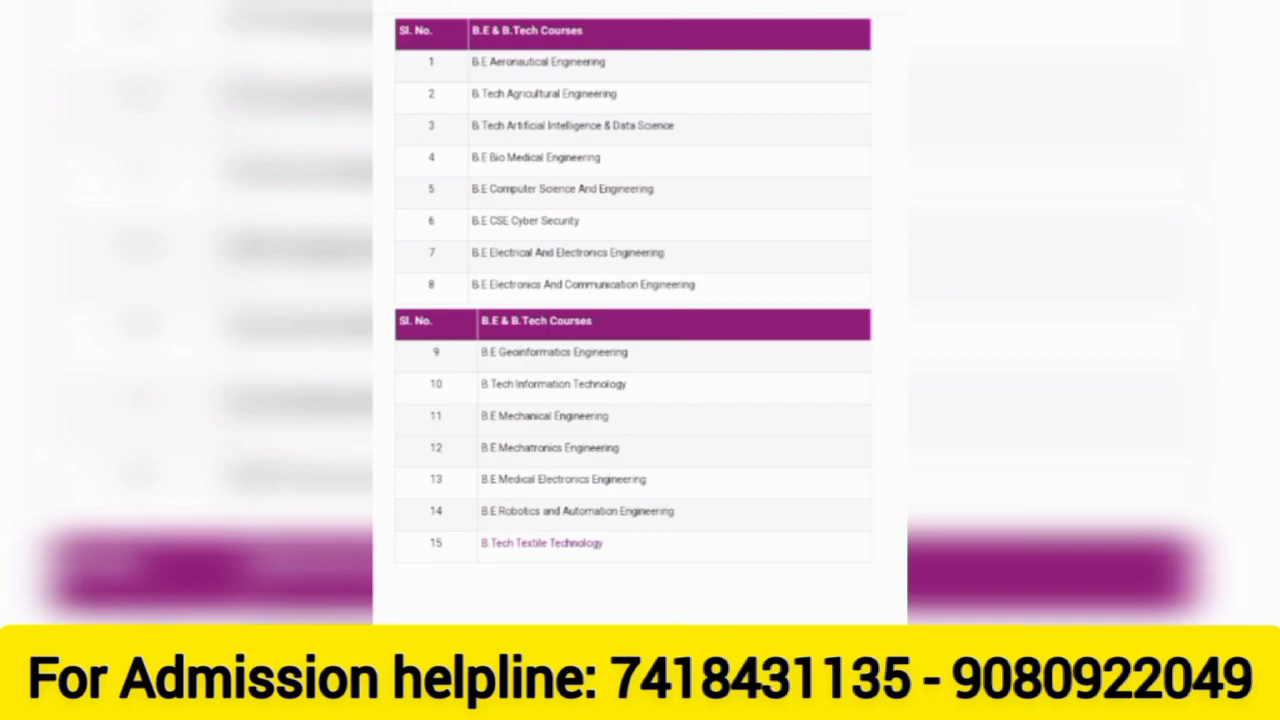 Sl. No. B.E & B.Tech Courses
1 B.E Aeronautical Engineering
2 B.Tech Agricultural Engineering
3 B.Tech Artificial Intelligence & Data Science
4 B.E Bio Medical Engineering
5 B.E Computer Science And Engineering
6 B.E CSE Cyber Security
7 B.E Electrical And Electronics Engineering
8 B.E Electronics And Communication Engineering
Sl. No. B.E & B.Tech Courses
9 B.E Geoinformatics Engineering
10 B.Tech Information Technology
11 B.E Mechanical Engineering
12 B.E Mechatronics Engineering
13 B.E Medical Electronics Engineering
14 B.E Robotics and Automation Engineering
15 B.Tech Textile Technology
For Admission helpline: 7418431135 - 9080922049